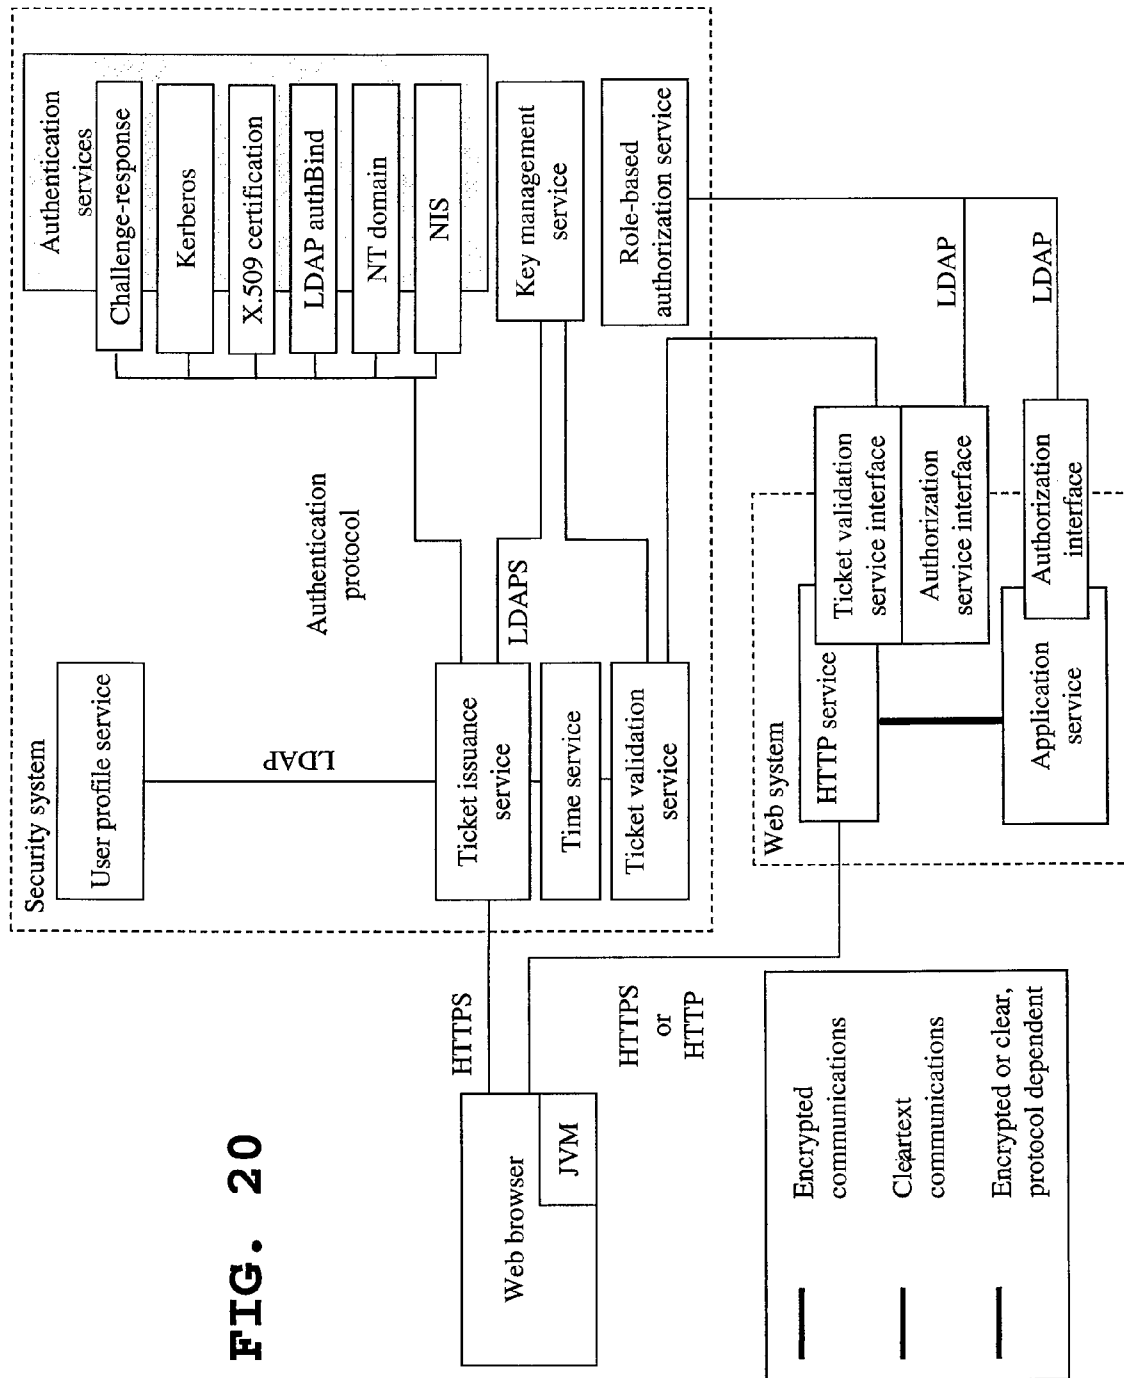 FIG. 20
Security system
User profile service
LDAP
Authentication
services
Challenge-response
Kerberos
X.509 certification
LDAP authBind
NT domain
NIS
Authentication
protocol
Key management
service
LDAPS
Role-based
authorization service
Ticket issuance
service
Time service
Ticket validation
service
HTTPS
HTTPS
or
HTTP
Web browser
JVM
Web system
HTTP service
Ticket validation
service interface
Authorization
service interface
LDAP
LDAP
Application
service
Authorization
interface
Encrypted
communications
Cleartext
communications
Encrypted or clear,
protocol dependent